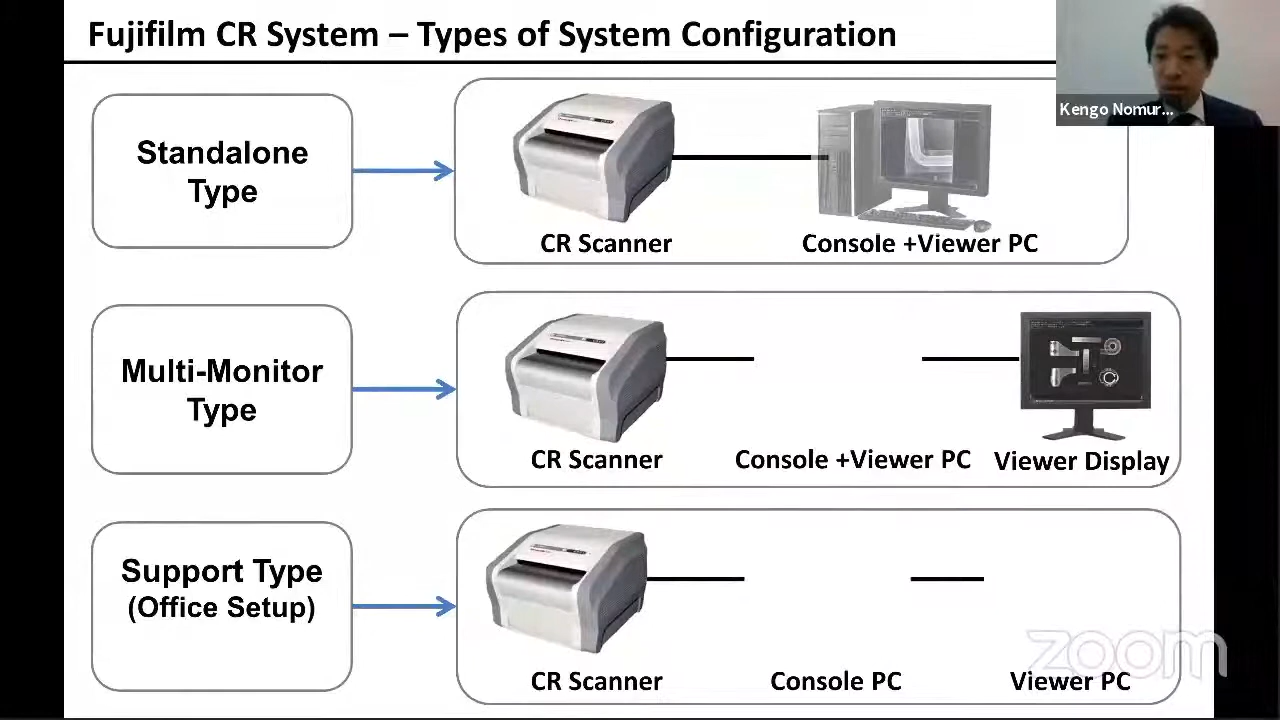 Fujifilm CR System – Types of System Configuration
Kengo Nomur...
Standalone
Type
CR Scanner
Console +Viewer PC
Multi-Monitor
Type
CR Scanner
Console +Viewer PC
Viewer Display
Support Type
(Office Setup)
CR Scanner
Console PC
Viewer PC
zoom